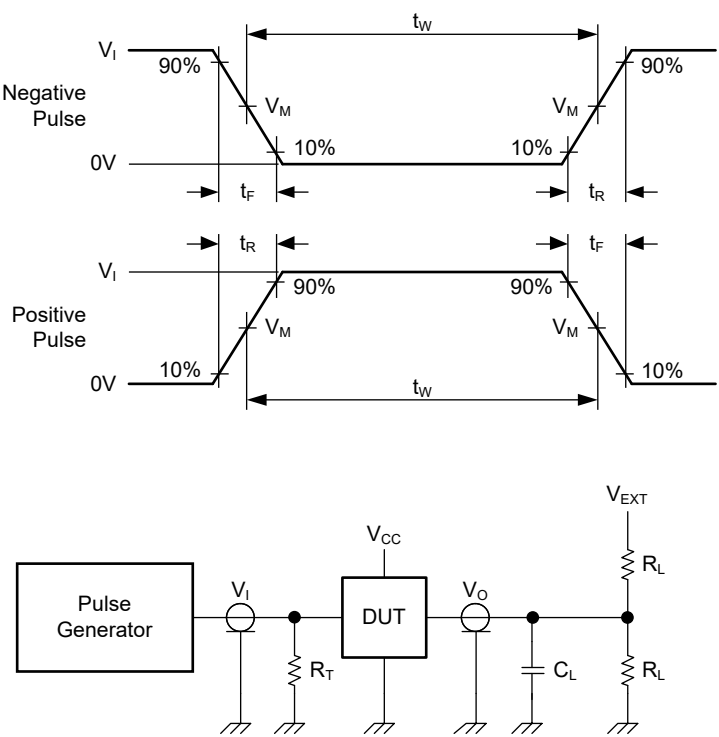 t_W
V_I
90%
90%
Negative
Pulse
V_M
V_M
10%
10%
0V
t_F
t_R
t_R
t_F
V_I
90%
90%
Positive
Pulse
V_M
V_M
10%
10%
0V
t_W
V_EXT
V_CC
R_L
V_I
V_O
Pulse
Generator
DUT
R_T
C_L
R_L